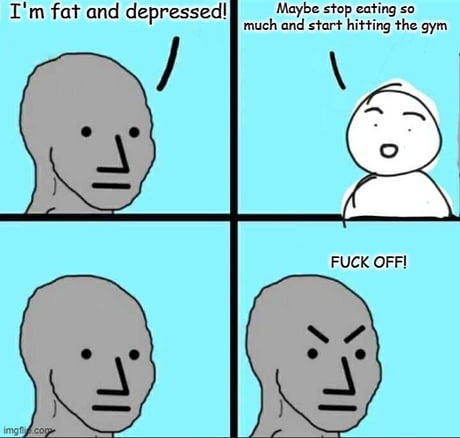 I'm fat and depressed!
Maybe stop eating so
much and start hitting the gym
FUCK OFF!
imgflip.com